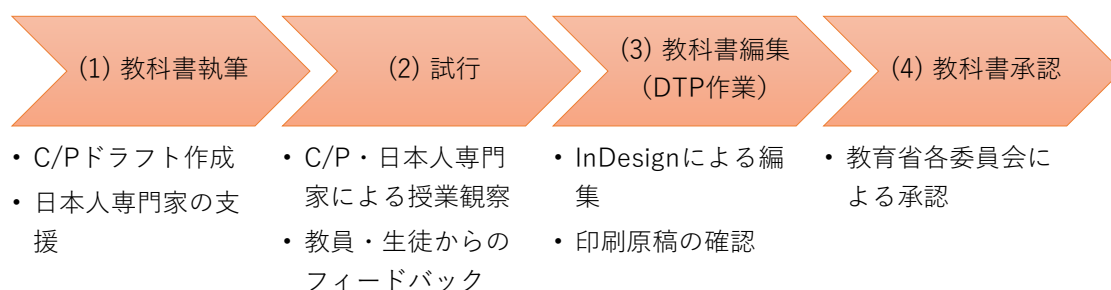 (1) 教科書執筆
(2) 試行
(3) 教科書編集
（DTP作業）
(4) 教科書承認
• C/Pドラフト作成
• 日本人専門家の支
援
• C/P・日本人専門
家による授業観察
• 教員・生徒からの
フィードバック
• InDesignによる編
集
• 印刷原稿の確認
• 教育省各委員会に
よる承認